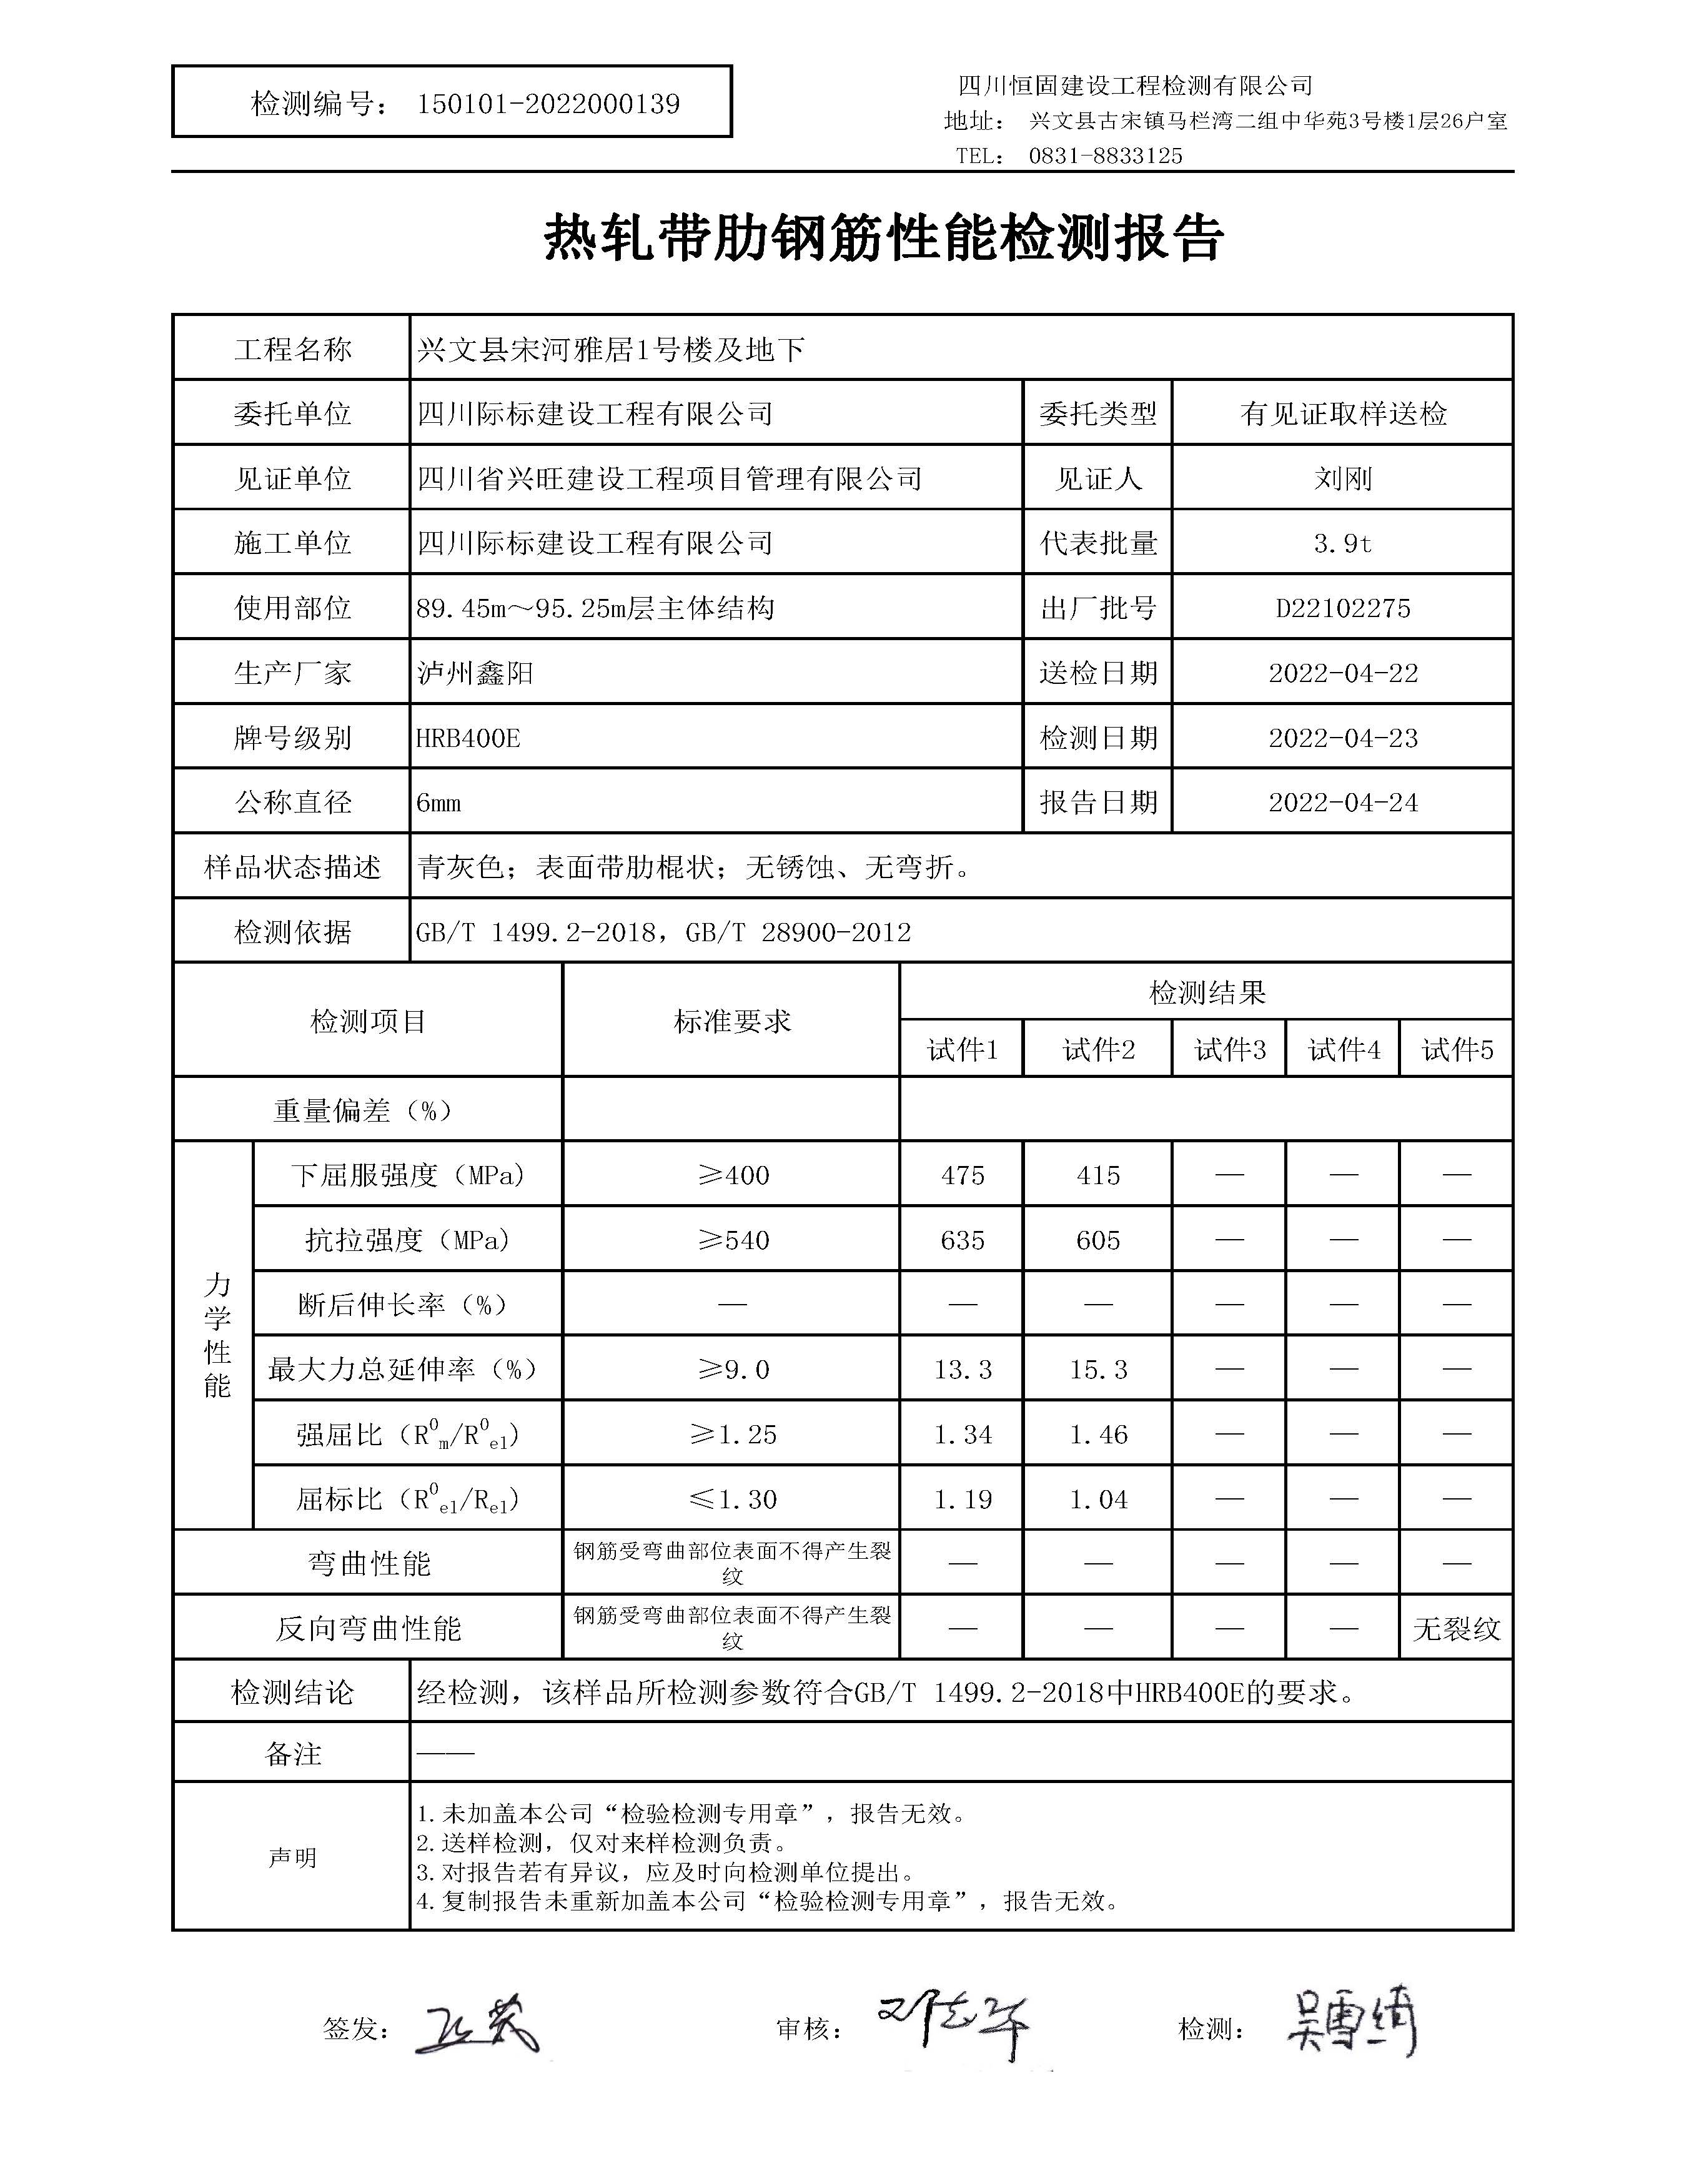 检测编号： 150101-2022000139
四川恒固建设工程检测有限公司
地址： 兴文县古宋镇马栏湾二组中华苑3号楼1层26户室
TEL： 0831-8833125
热轧带肋钢筋性能检测报告
工程名称 兴文县宋河雅居1号楼及地下
委托单位 四川际标建设工程有限公司 委托类型 有见证取样送检
见证单位 四川省兴旺建设工程项目管理有限公司 见证人 刘刚
施工单位 四川际标建设工程有限公司 代表批量 3.9t
使用部位 89.45m～95.25m层主体结构 出厂批号 D22102275
生产厂家 泸州鑫阳 送检日期 2022-04-22
牌号级别 HRB400E 检测日期 2022-04-23
公称直径 6mm 报告日期 2022-04-24
样品状态描述 青灰色；表面带肋棍状；无锈蚀、无弯折。
检测依据 GB/T 1499.2-2018，GB/T 28900-2012
检测项目 标准要求 检测结果
试件1 试件2 试件3 试件4 试件5
重量偏差（%）
力学性能
下屈服强度（MPa） ≥400 475 415 — — —
抗拉强度（MPa） ≥540 635 605 — — —
断后伸长率（%） — — — — — —
最大力总延伸率（%） ≥9.0 13.3 15.3 — — —
强屈比（R⁰m/R⁰el） ≥1.25 1.34 1.46 — — —
屈标比（R⁰el/Rel） ≤1.30 1.19 1.04 — — —
弯曲性能 钢筋受弯曲部位表面不得产生裂
纹 — — — — —
反向弯曲性能 钢筋受弯曲部位表面不得产生裂
纹 — — — — 无裂纹
检测结论 经检测，该样品所检测参数符合GB/T 1499.2-2018中HRB400E的要求。
备注 ——
声明
1.未加盖本公司“检验检测专用章”，报告无效。
2.送样检测，仅对来样检测负责。
3.对报告若有异议，应及时向检测单位提出。
4.复制报告未重新加盖本公司“检验检测专用章”，报告无效。
签发： 审核： 检测： 吴雪绮